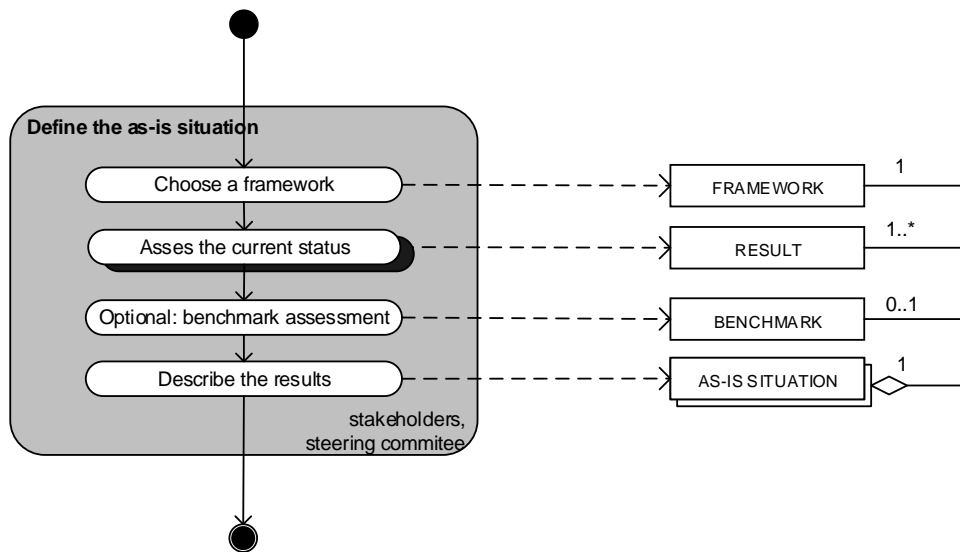 Define the as-is situation
Choose a framework
FRAMEWORK
1
Asses the current status
RESULT
1..*
Optional: benchmark assessment
BENCHMARK
0..1
Describe the results
AS-IS SITUATION
1
stakeholders,
steering commitee